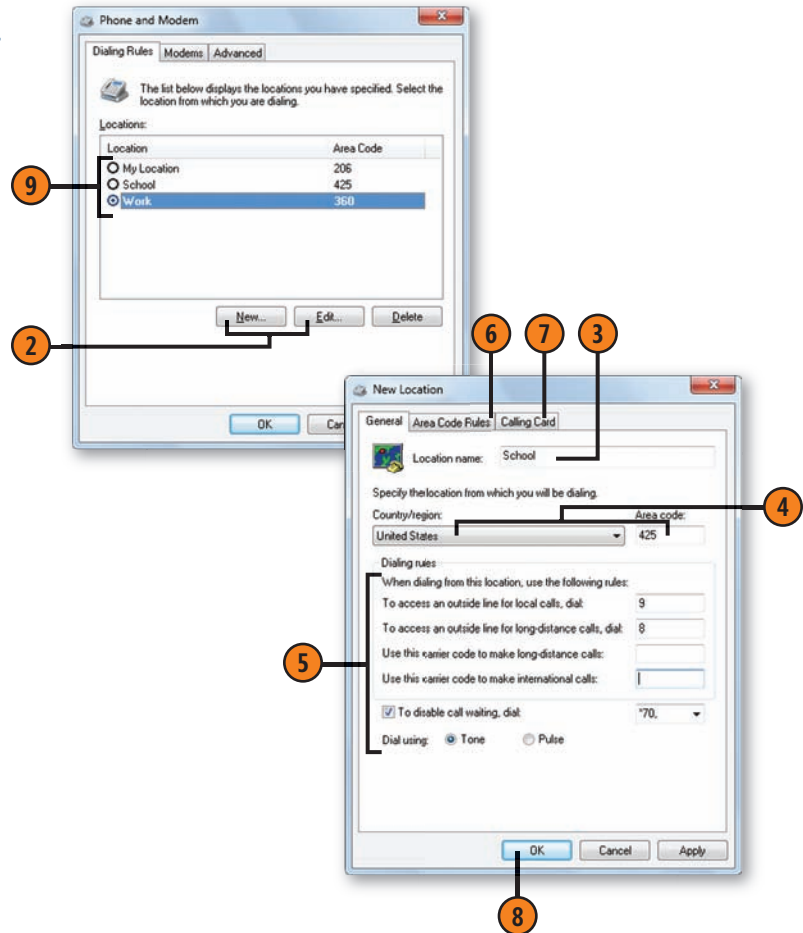 Phone and Modem
Dialing Rules Modems Advanced
The list below displays the locations you have specified. Select the
location from which you are dialing.
Locations:
Location Area Code
My Location 206
School 425
Work 360
9
New... Edit... Delete
2
OK
6 7 3
New Location
General Area Code Rules Calling Card
Location name: School
Specify the location from which you will be dialing.
4
Country/region: Area code:
United States 425
Dialing rules
When dialing from this location, use the following rules:
To access an outside line for local calls, dial: 9
To access an outside line for long-distance calls, dial: 8
5
Use this carrier code to make long-distance calls:
Use this carrier code to make international calls:
To disable call waiting, dial: *70,
Dial using: Tone Pulse
OK Cancel Apply
8